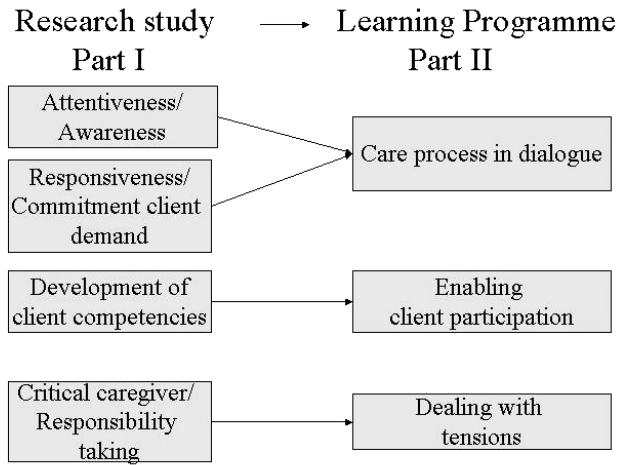 Research study
Part I
Learning Programme
Part II
Attentiveness/
Awareness
Responsiveness/
Commitment client
demand
Care process in dialogue
Development of
client competencies
Enabling
client participation
Critical caregiver/
Responsibility
taking
Dealing with
tensions